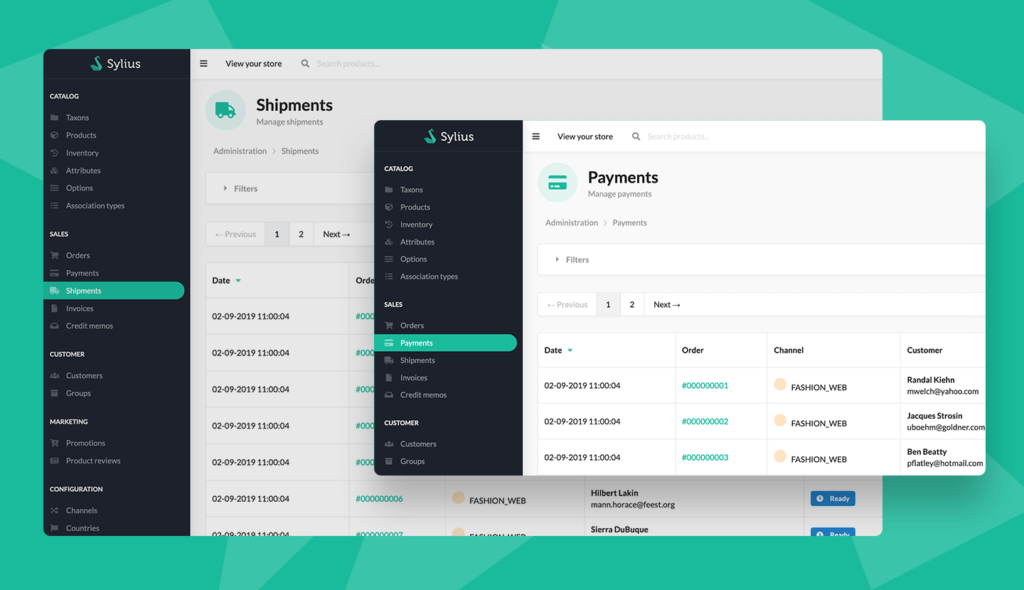 Sylius
View your store
Search products...
CATALOG
Taxons
Products
Inventory
Attributes
Options
Association types
SALES
Orders
Payments
Shipments
Invoices
Credit memos
CUSTOMER
Customers
Groups
MARKETING
Promotions
Product reviews
CONFIGURATION
Channels
Countries
Shipments
Manage shipments
Administration > Shipments
Filters
← Previous 1 2 Next →
Date
02-09-2019 11:00:04
02-09-2019 11:00:04
02-09-2019 11:00:04
02-09-2019 11:00:04
02-09-2019 11:00:04
02-09-2019 11:00:04 #000000006 FASHION_WEB Hilbert Lakin Ready
mann.horace@feest.org
02-09-2019 11:00:04 #000000007 FASHION_WEB Sierra DuBuque Ready
Sylius
View your store
Search products...
CATALOG
Taxons
Products
Inventory
Attributes
Options
Association types
SALES
Orders
Payments
Shipments
Invoices
Credit memos
CUSTOMER
Customers
Groups
Payments
Manage payments
Administration > Payments
Filters
← Previous 1 2 Next →
Date Order Channel Customer
02-09-2019 11:00:04 #000000001 FASHION_WEB Randal Kiehn
mwelch@yahoo.com
02-09-2019 11:00:04 #000000002 FASHION_WEB Jacques Strosin
uboehm@goldner.com
02-09-2019 11:00:04 #000000003 FASHION_WEB Ben Beatty
pflatley@hotmail.com